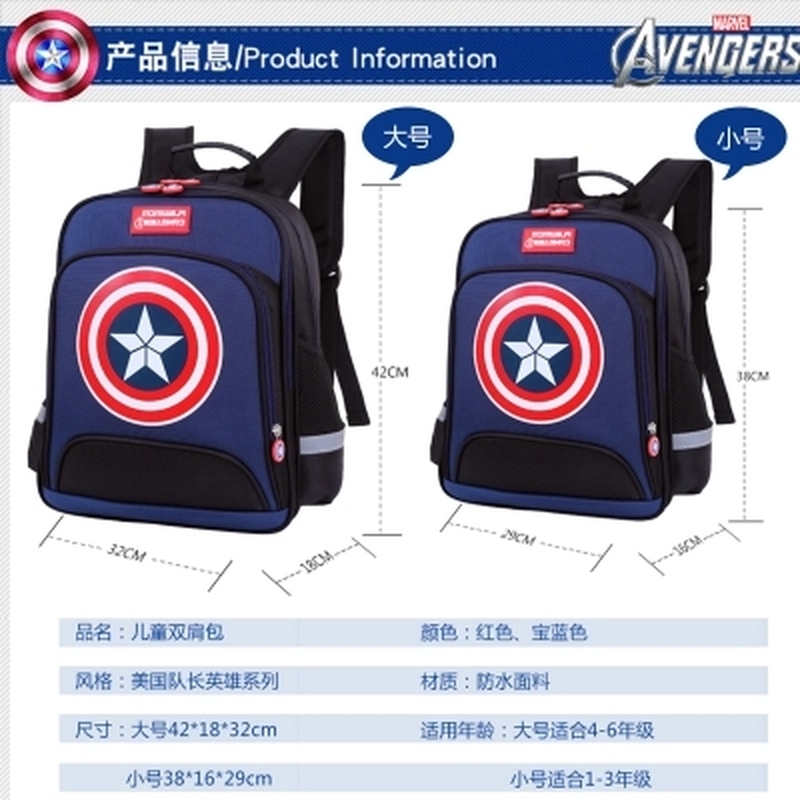 产品信息/Product Information
MARVEL
AVENGERS
大号
小号
42CM
38CM
32CM
18CM
29CM
16CM
品名：儿童双肩包
颜色：红色、宝蓝色
风格：美国队长英雄系列
材质：防水面料
尺寸：大号42*18*32cm
适用年龄：大号适合4-6年级
小号38*16*29cm
小号适合1-3年级